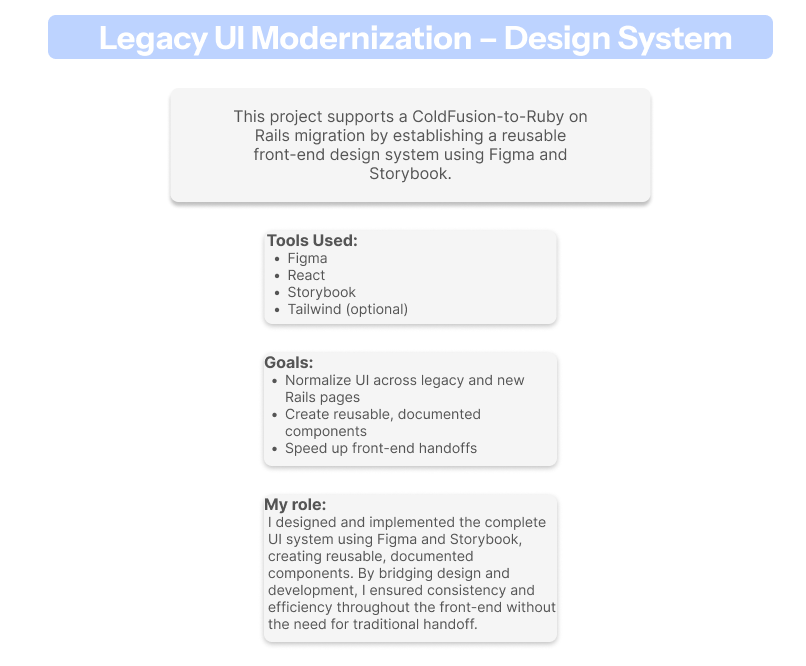 Legacy UI Modernization – Design System
This project supports a ColdFusion-to-Ruby on
Rails migration by establishing a reusable
front-end design system using Figma and
Storybook.
Tools Used:
• Figma
• React
• Storybook
• Tailwind (optional)
Goals:
• Normalize UI across legacy and new
Rails pages
• Create reusable, documented
components
• Speed up front-end handoffs
My role:
I designed and implemented the complete
UI system using Figma and Storybook,
creating reusable, documented
components. By bridging design and
development, I ensured consistency and
efficiency throughout the front-end without
the need for traditional handoff.